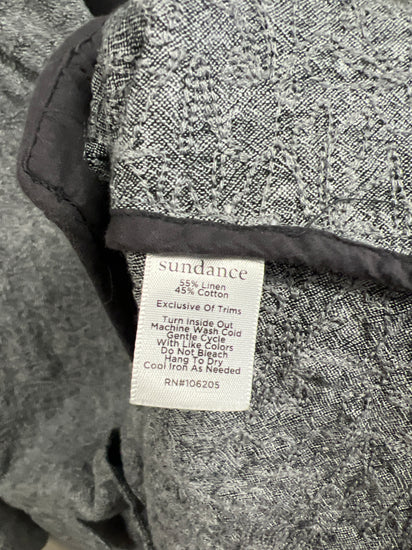 sundance
55% Linen
45% Cotton
Exclusive Of Trims
Turn Inside Out
Machine Wash Cold
Gentle Cycle
With Like Colors
Do Not Bleach
Hang To Dry
Cool Iron As Needed
RN#106205